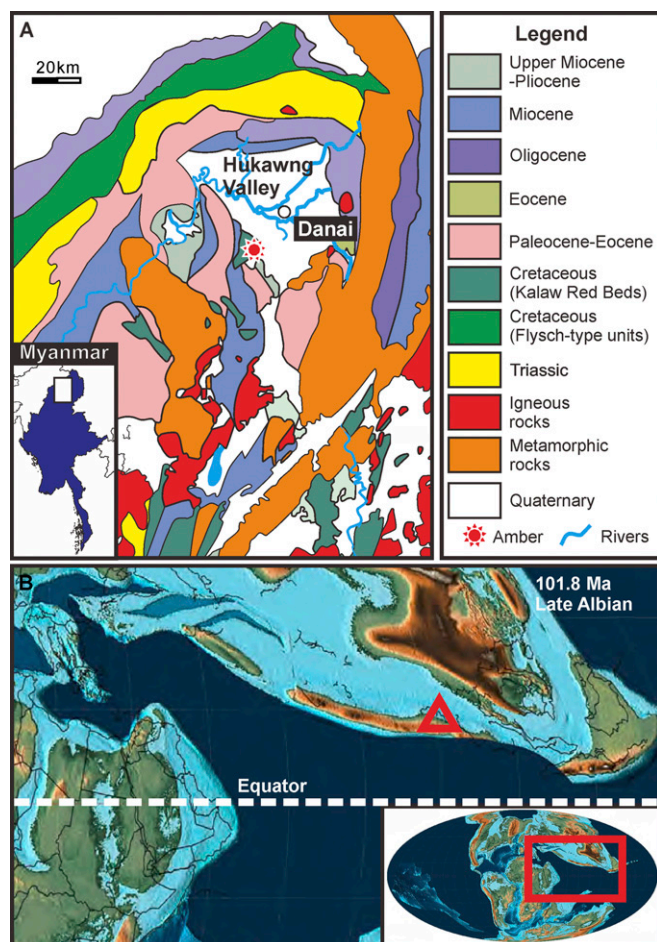 A
20km
Hukawng
Valley
Danai
Myanmar
Legend
Upper Miocene
-Pliocene
Miocene
Oligocene
Eocene
Paleocene-Eocene
Cretaceous
(Kalaw Red Beds)
Cretaceous
(Flysch-type units)
Triassic
Igneous
rocks
Metamorphic
rocks
Quaternary
Amber
Rivers
B
101.8 Ma
Late Albian
Equator